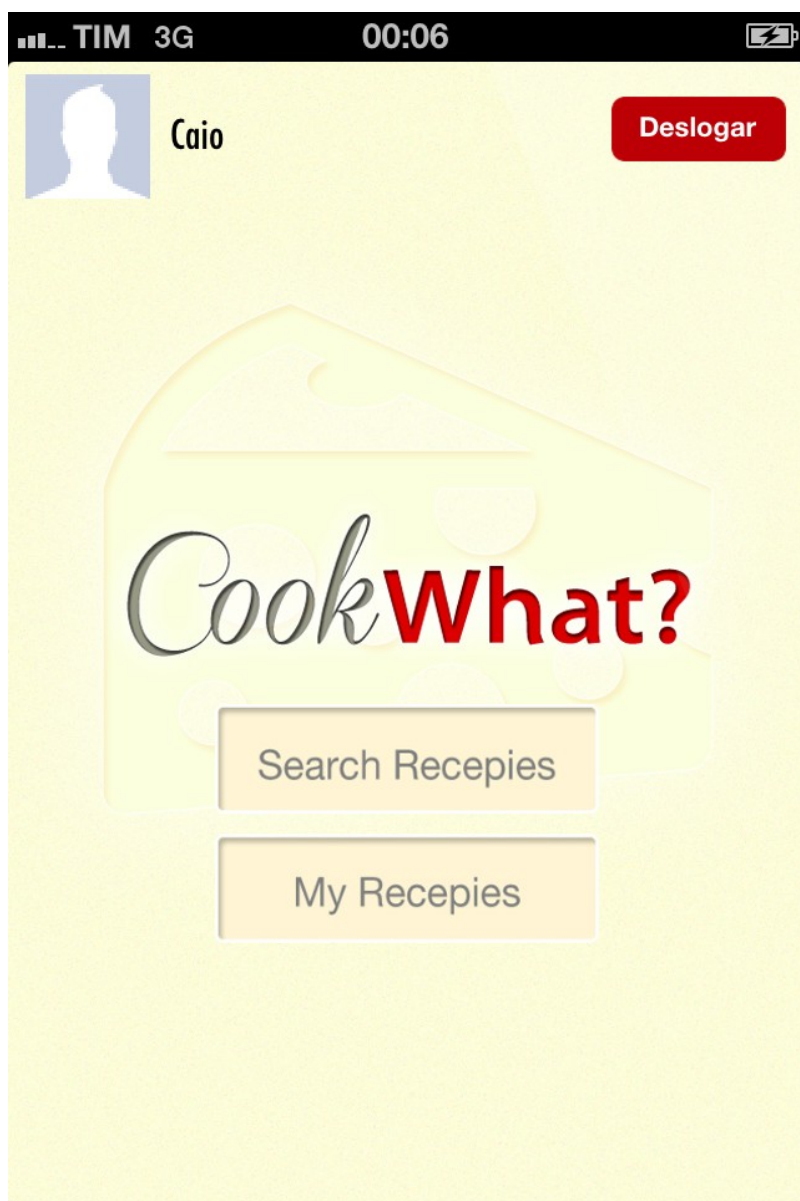 TIM 3G 00:06
Caio Deslogar
CookWhat?
Search Recepies
My Recepies